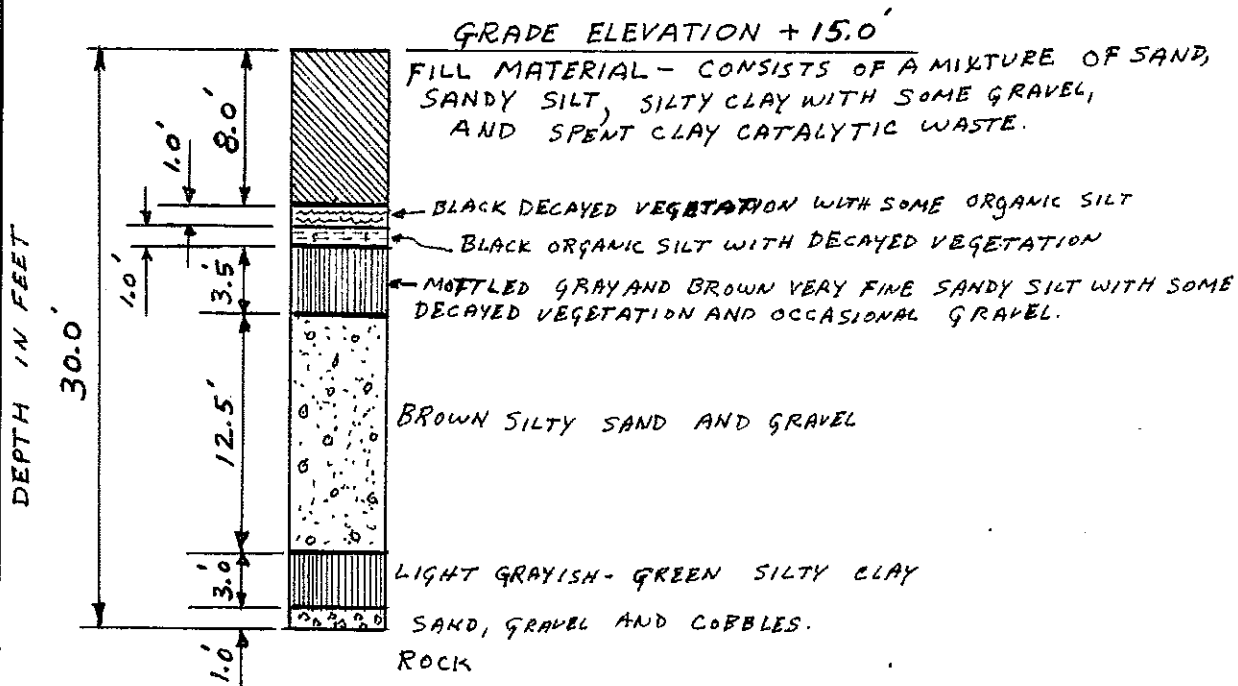 GRADE ELEVATION + 15.0'
FILL MATERIAL - CONSISTS OF A MIXTURE OF SAND,
SANDY SILT, SILTY CLAY WITH SOME GRAVEL,
AND SPENT CLAY CATALYTIC WASTE.
8.0'
1.0'
BLACK DECAYED VEGETATION WITH SOME ORGANIC SILT
BLACK ORGANIC SILT WITH DECAYED VEGETATION
1.0'
3.5'
MOTTLED GRAY AND BROWN VERY FINE SANDY SILT WITH SOME
DECAYED VEGETATION AND OCCASIONAL GRAVEL.
DEPTH IN FEET
30.0'
12.5'
BROWN SILTY SAND AND GRAVEL
3.0'
LIGHT GRAYISH-GREEN SILTY CLAY
SAND, GRAVEL AND COBBLES.
1.0'
ROCK